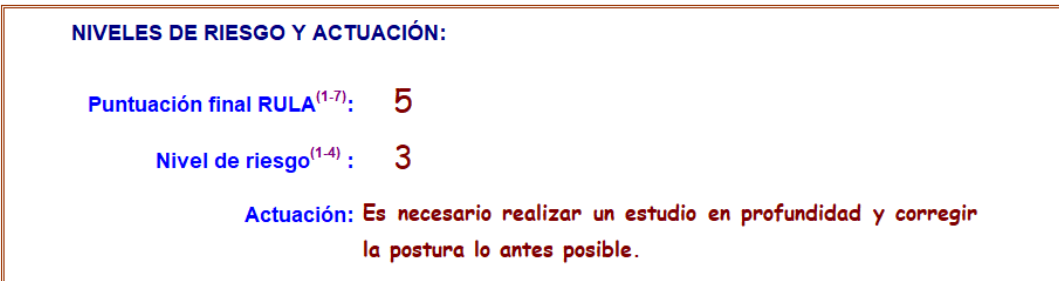 NIVELES DE RIESGO Y ACTUACIÓN:
Puntuación final RULA(1-7): 5
Nivel de riesgo(1-4) : 3
Actuación: Es necesario realizar un estudio en profundidad y corregir
la postura lo antes posible.